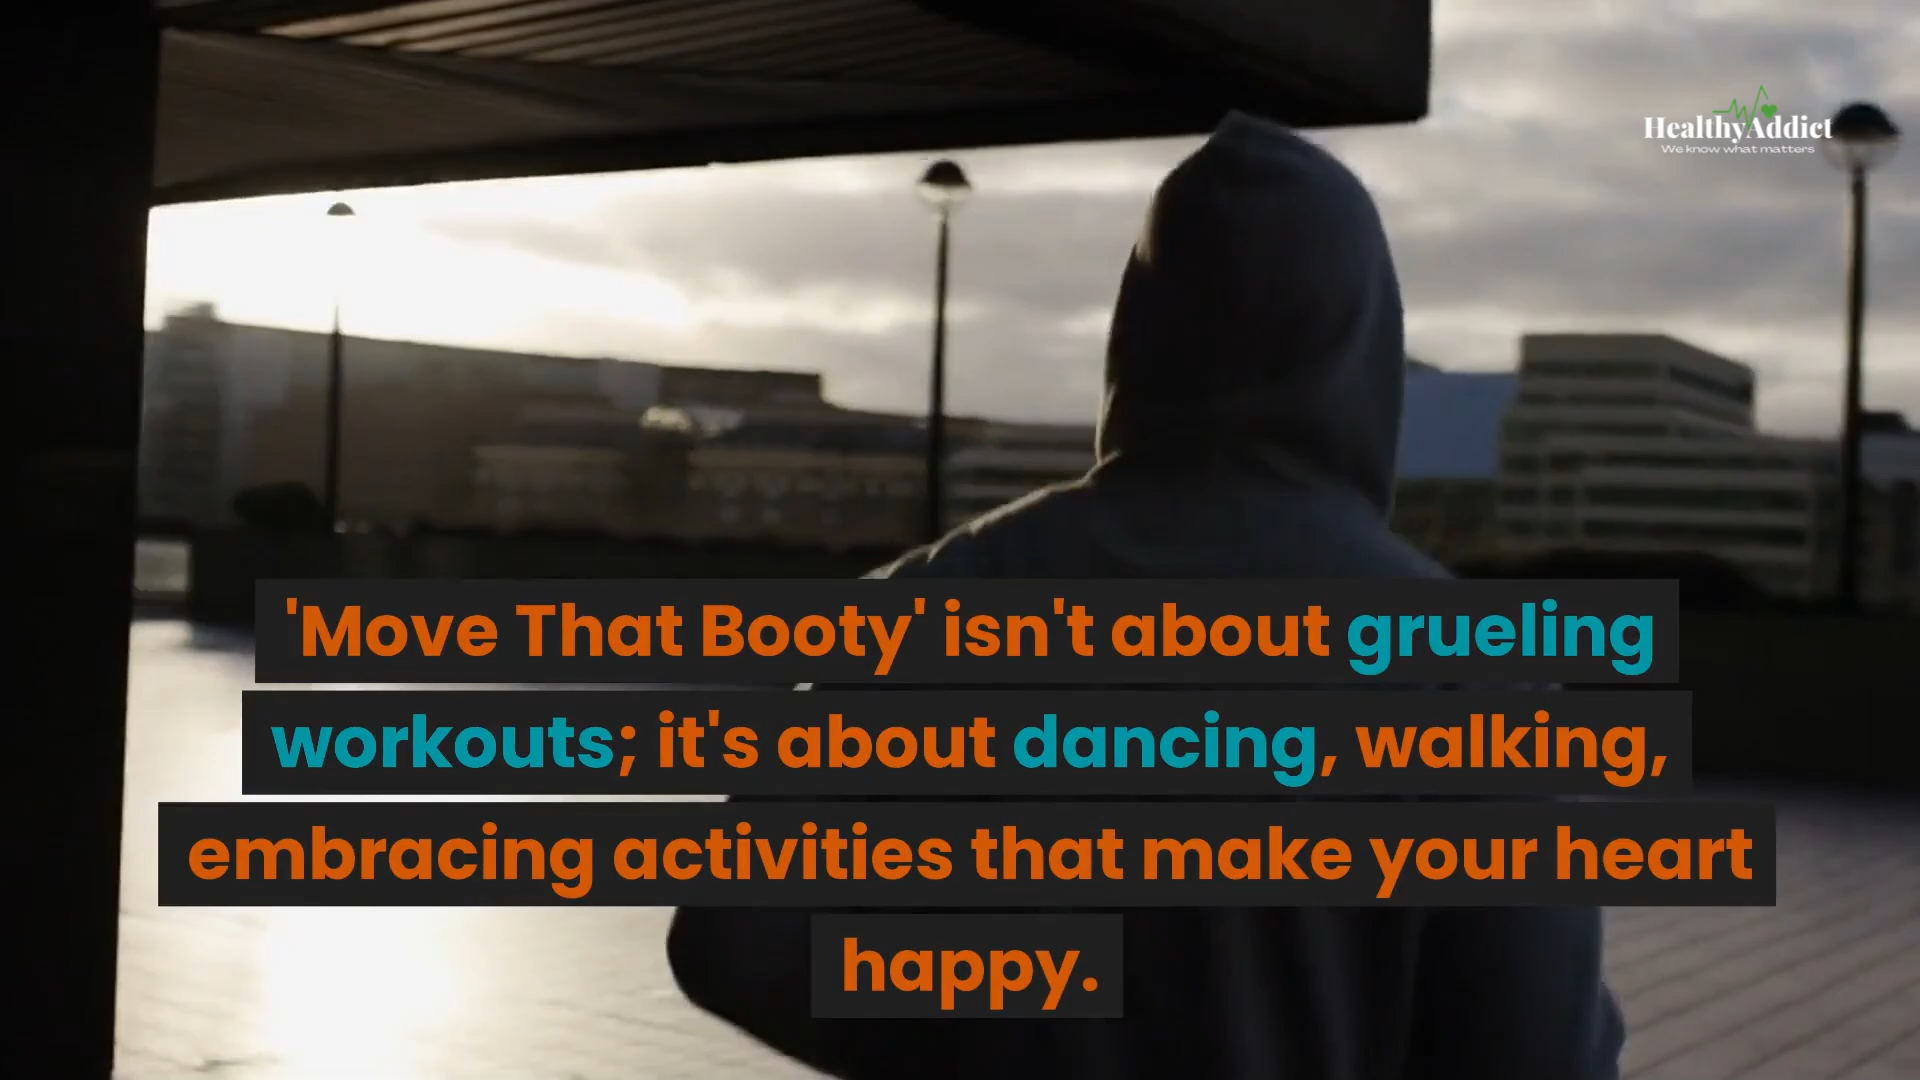 HealthyAddict
We know what matters
'Move That Booty' isn't about grueling
workouts; it's about dancing, walking,
embracing activities that make your heart
happy.